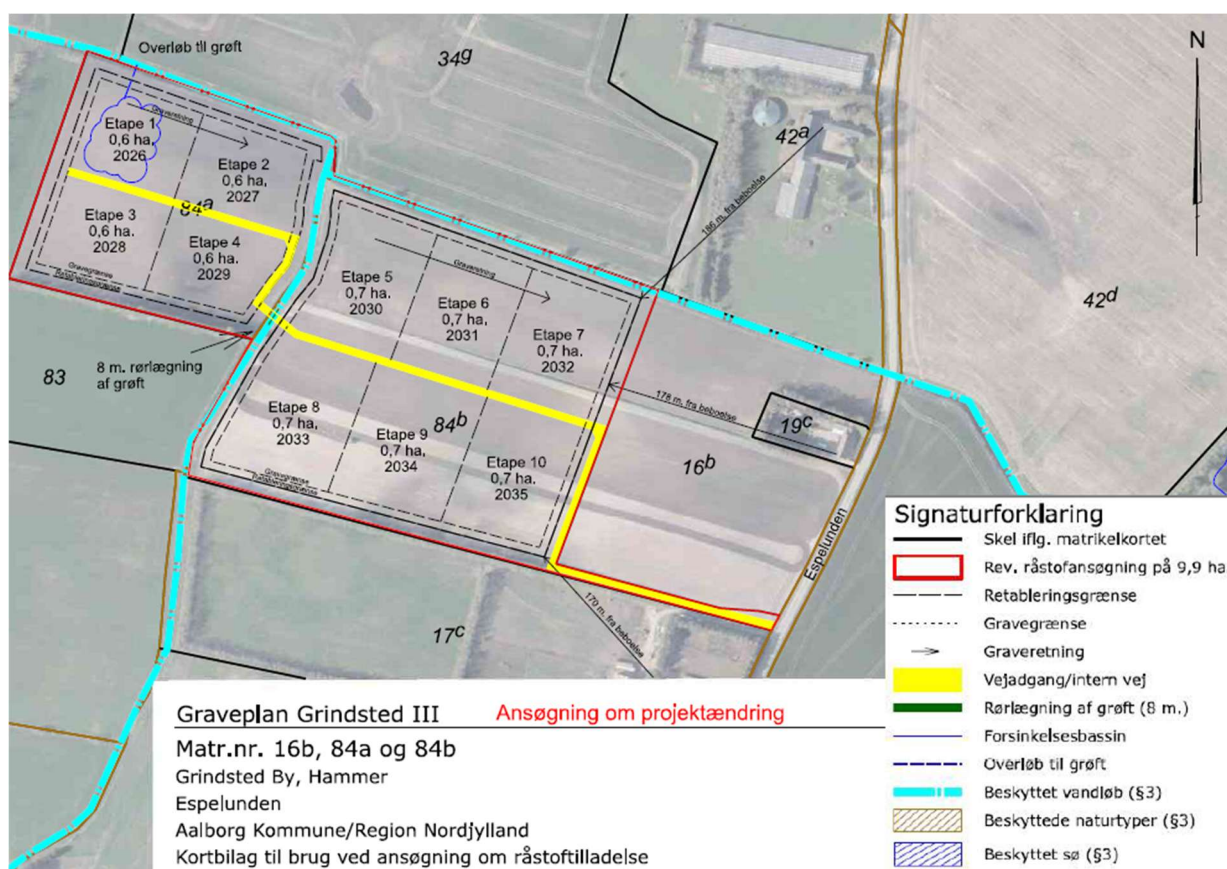 Overløb til grøft
34g
N
42a
Etape 1
0,6 ha.
2026
Graveretning
Etape 2
0,6 ha,
2027
84a
Etape 3
0,6 ha.
2028
Etape 4
0,6 ha.
2029
Gravegrænse
Retableringsgrænse
186 m. fra beboelse
42d
Graveretning
Etape 5
0,7 ha.
2030
Etape 6
0,7 ha,
2031
Etape 7
0,7 ha.
2032
83
8 m. rørlægning
af grøft
178 m. fra beboelse
19c
Etape 8
0,7 ha.
2033
84b
Etape 9
0,7 ha.
2034
Etape 10
0,7 ha.
2035
16b
Gravegrænse
Retableringsgrænse
Espelunden
170 m. fra beboelse
17c
Signaturforklaring
Skel iflg. matrikelkortet
Rev. råstofansøgning på 9,9 ha
Retableringsgrænse
Gravegrænse
Graveretning
Vejadgang/intern vej
Rørlægning af grøft (8 m.)
Forsinkelsesbassin
Overløb til grøft
Beskyttet vandløb (§3)
Beskyttede naturtyper (§3)
Beskyttet sø (§3)
Graveplan Grindsted III Ansøgning om projektændring
Matr.nr. 16b, 84a og 84b
Grindsted By, Hammer
Espelunden
Aalborg Kommune/Region Nordjylland
Kortbilag til brug ved ansøgning om råstoftilladelse